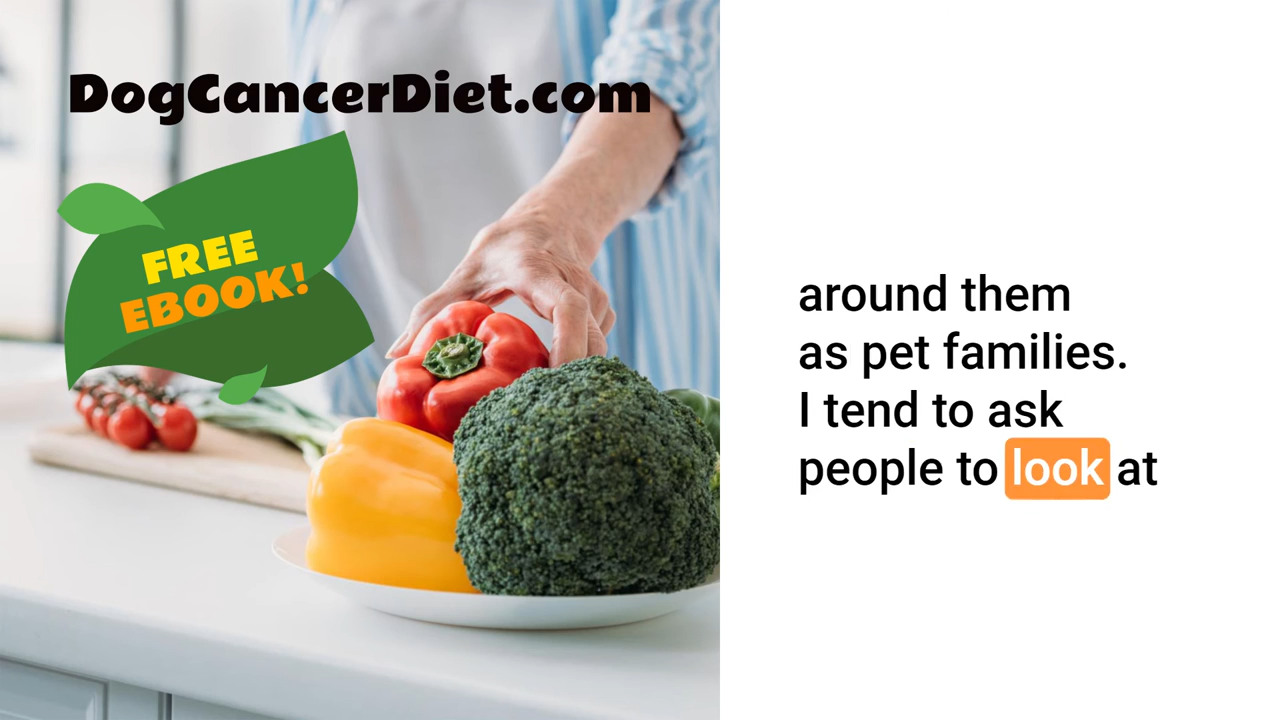 DogCancerDiet.com
FREE
EBOOK!
around them
as pet families.
I tend to ask
people to look at